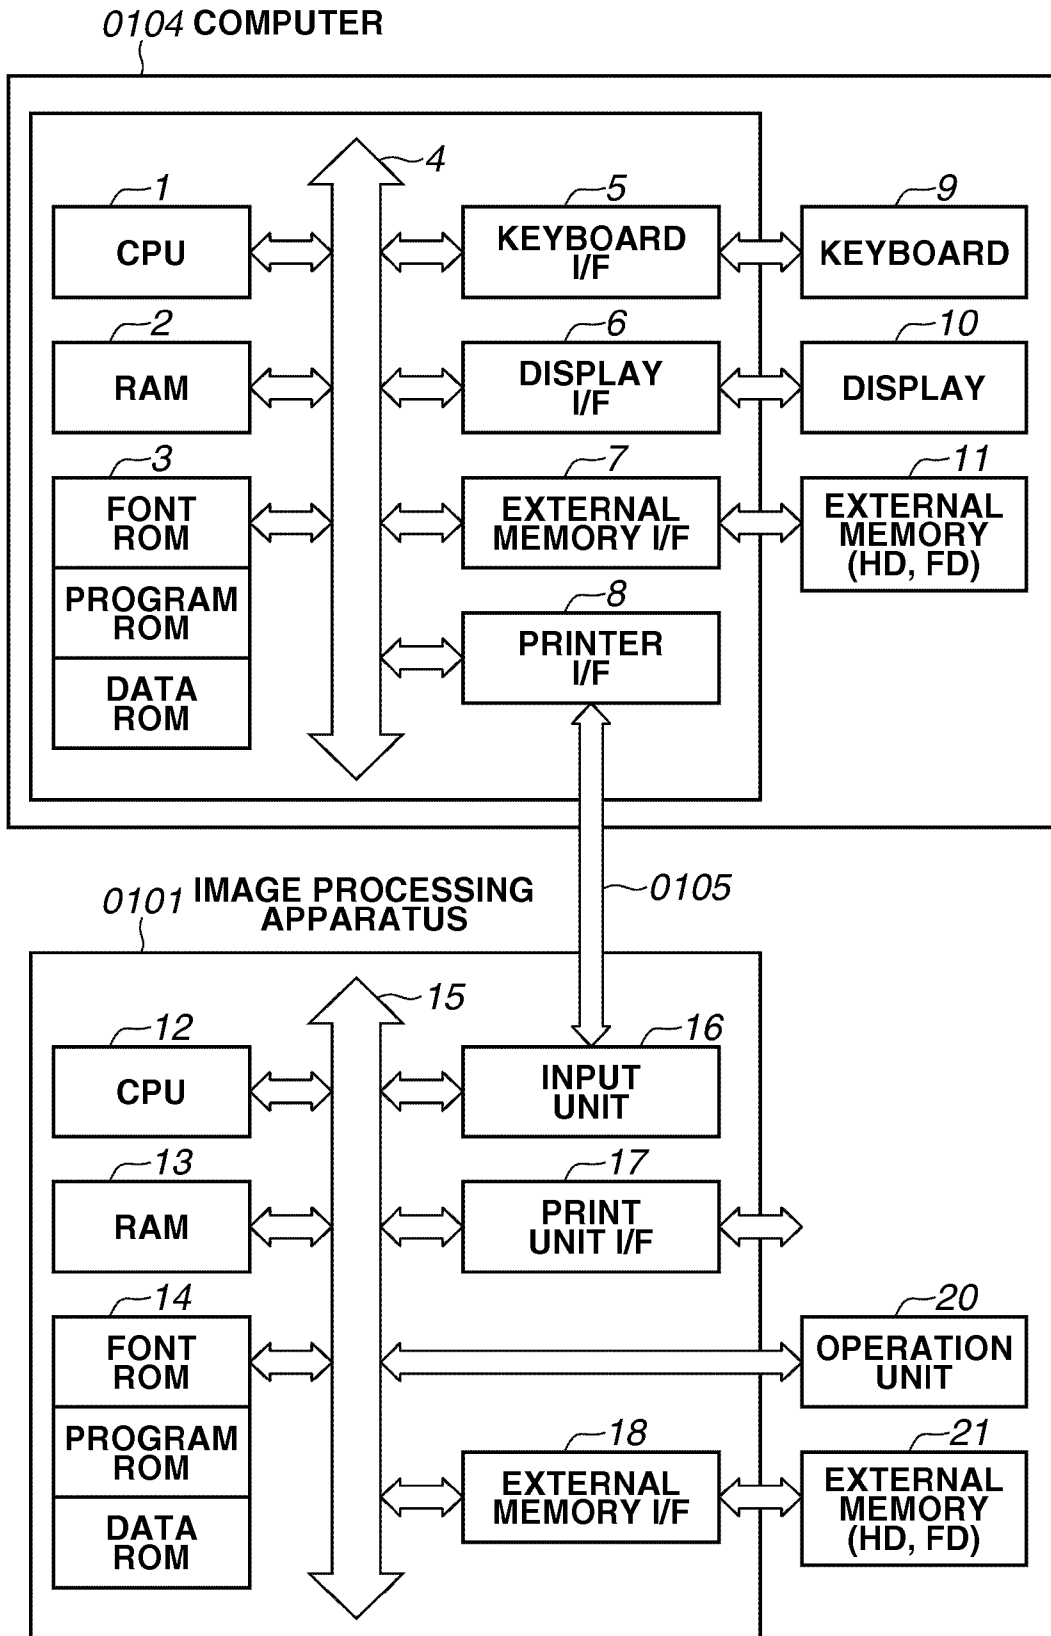 0104 COMPUTER
4
1
CPU
5
KEYBOARD
I/F
9
KEYBOARD
2
RAM
6
DISPLAY
I/F
10
DISPLAY
3
FONT
ROM
PROGRAM
ROM
DATA
ROM
7
EXTERNAL
MEMORY I/F
11
EXTERNAL
MEMORY
(HD, FD)
8
PRINTER
I/F
0105
0101 IMAGE PROCESSING
APPARATUS
15
12
CPU
16
INPUT
UNIT
13
RAM
17
PRINT
UNIT I/F
14
FONT
ROM
PROGRAM
ROM
DATA
ROM
20
OPERATION
UNIT
18
EXTERNAL
MEMORY I/F
21
EXTERNAL
MEMORY
(HD, FD)